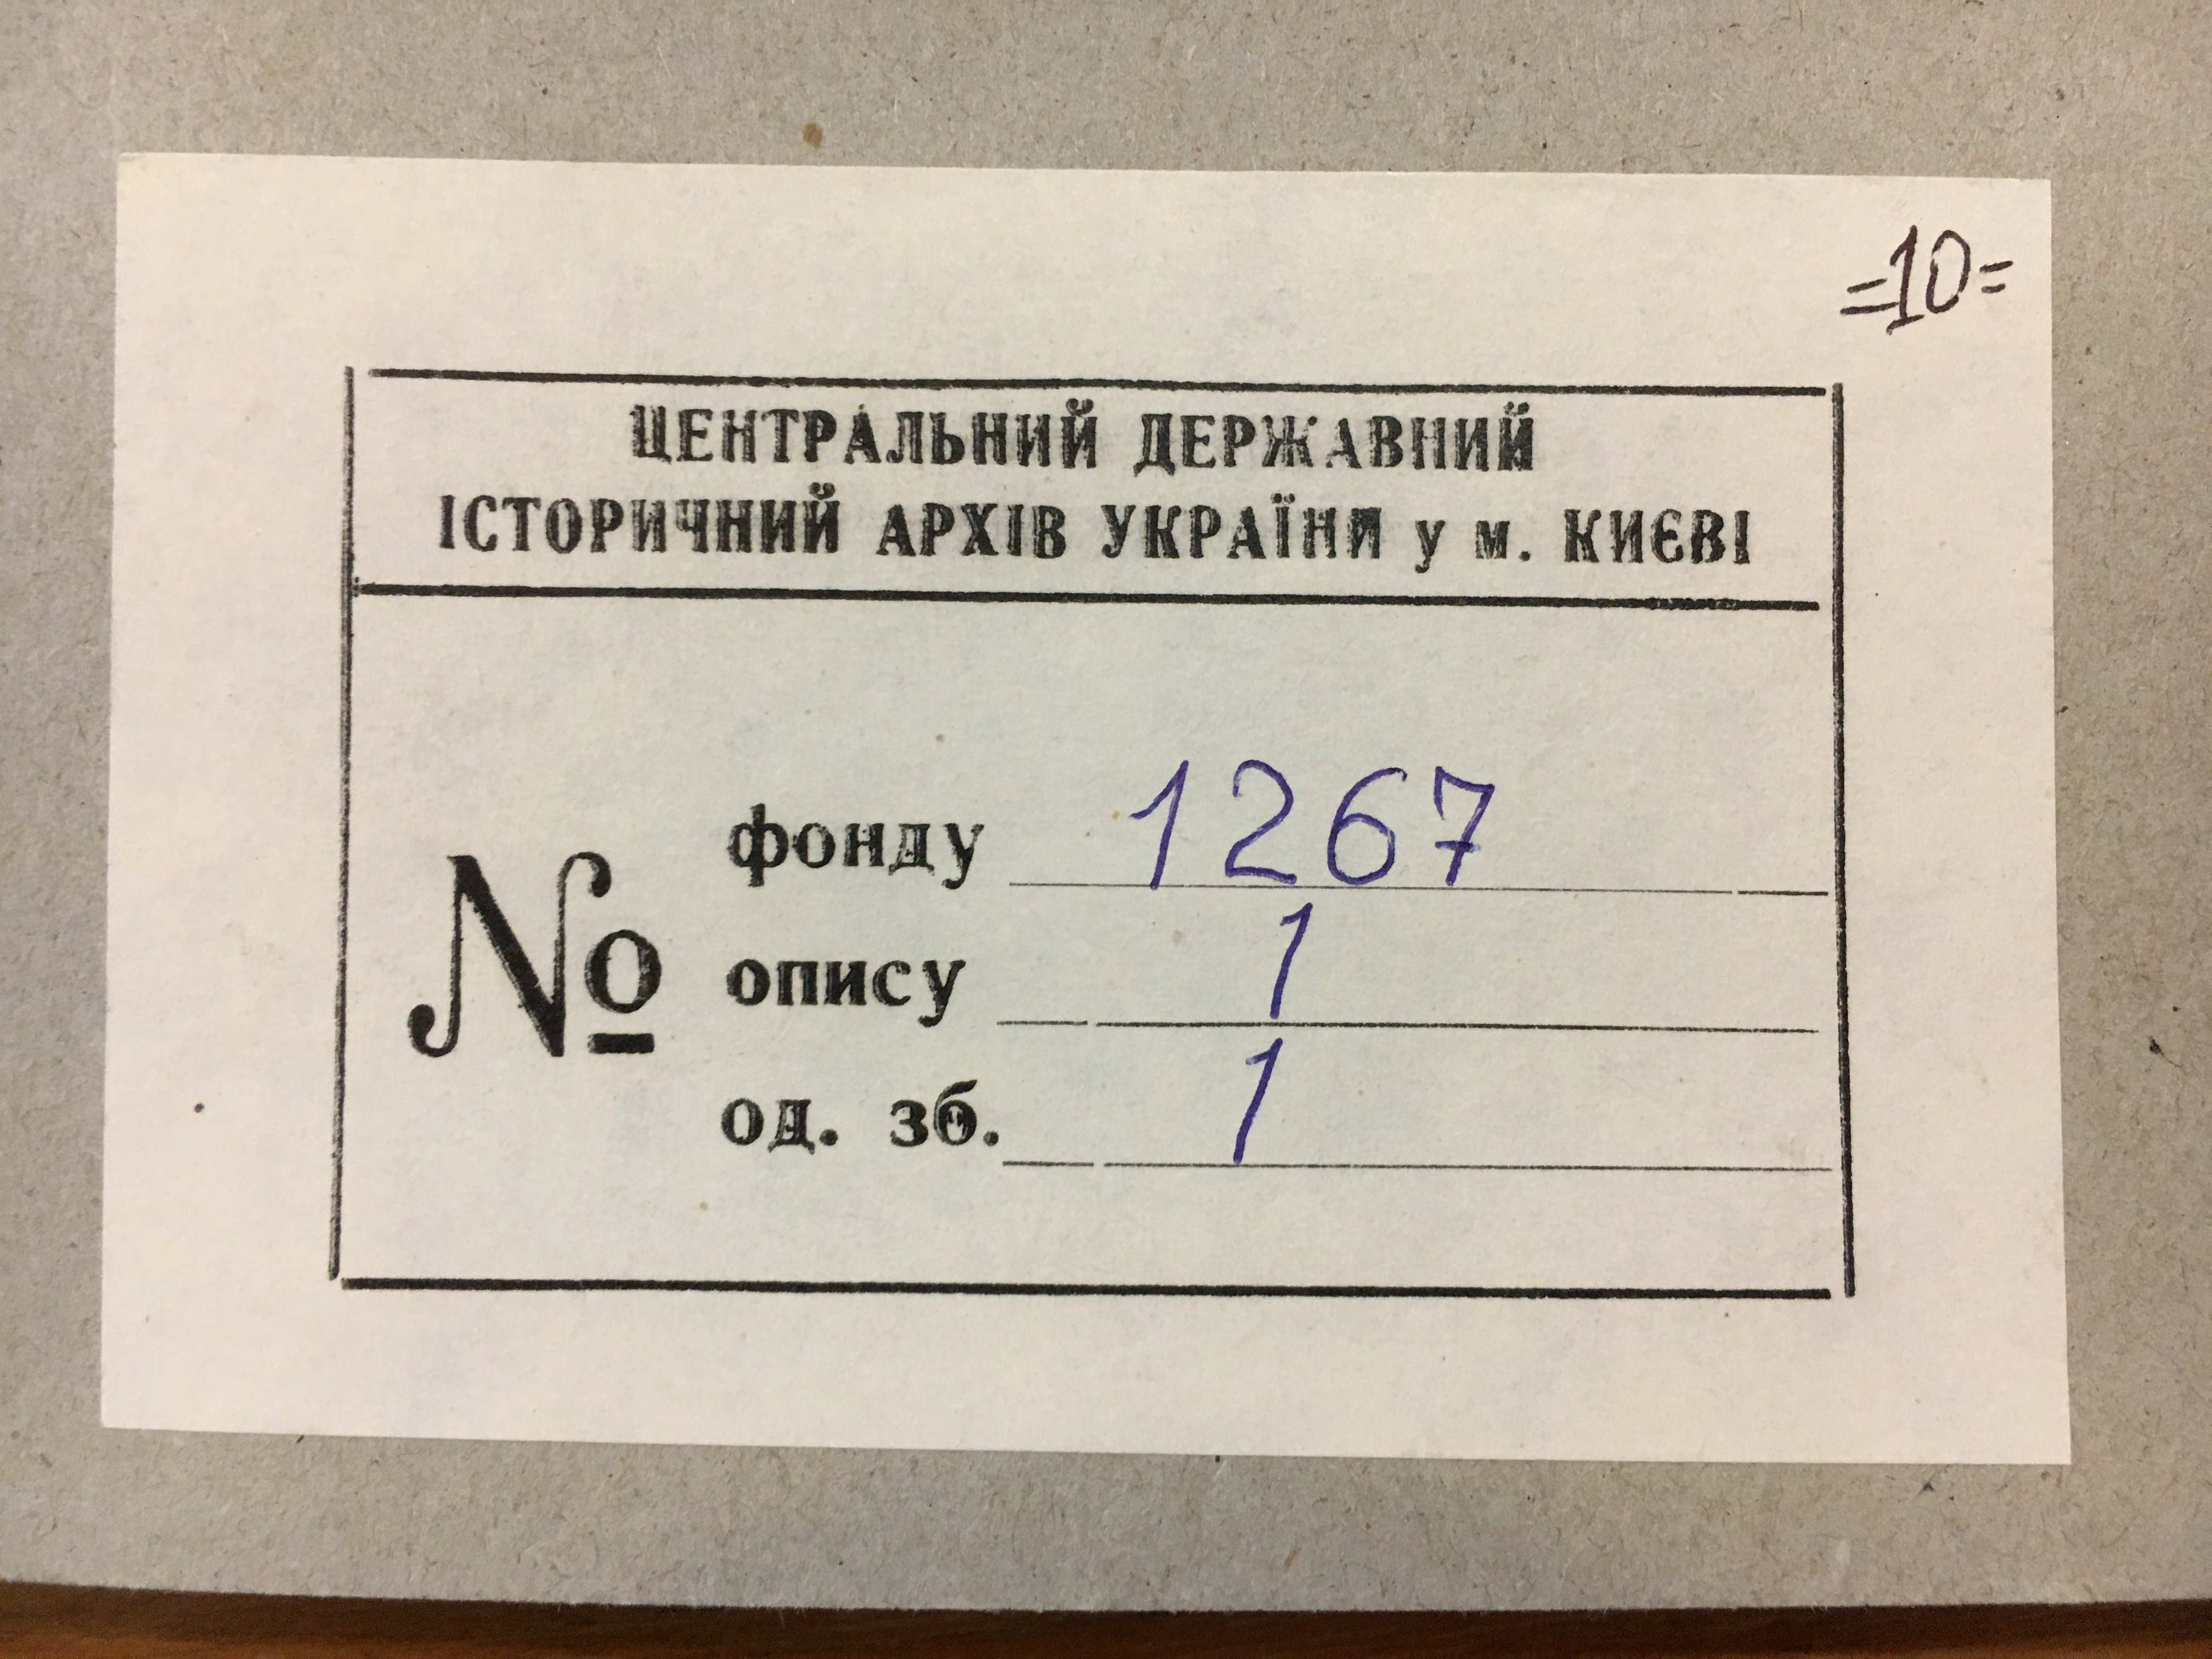 =10=
ЦЕНТРАЛЬНИЙ ДЕРЖАВНИЙ
ІСТОРИЧНИЙ АРХІВ УКРАЇНИ у м. КИЄВІ
№
фонду 1267
опису 1
од. зб. 1